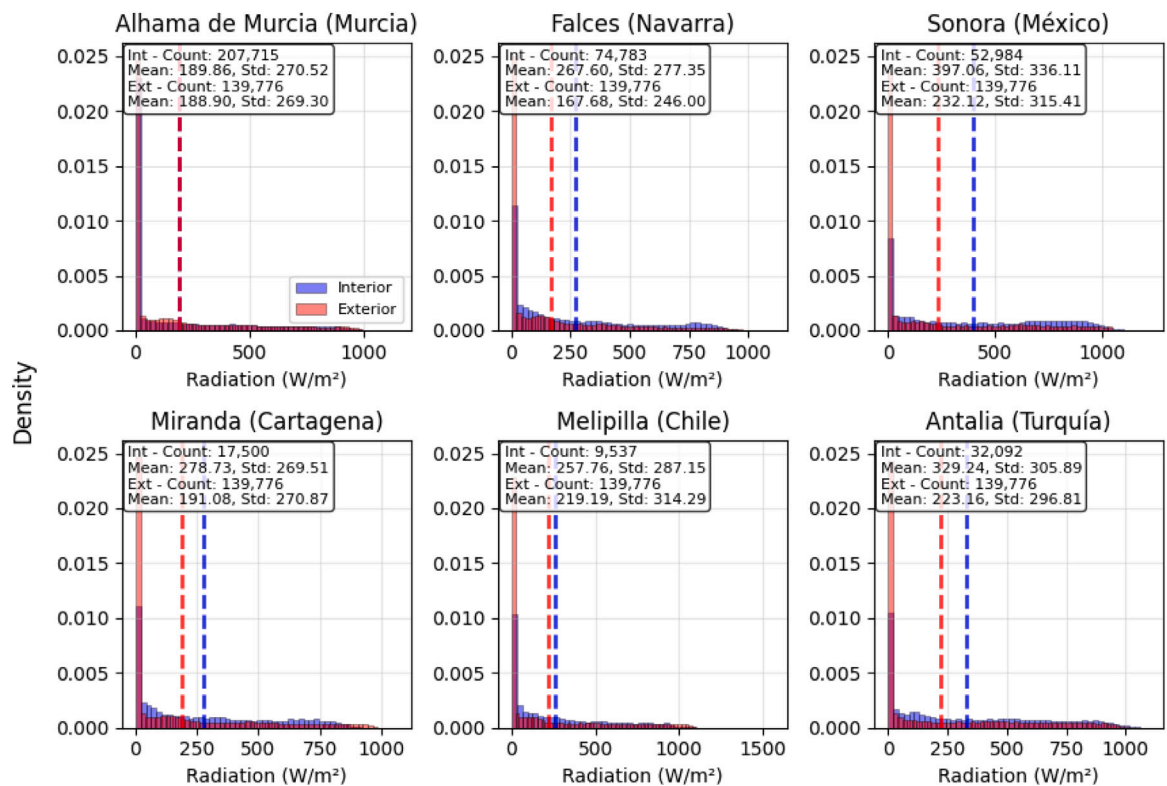 Alhama de Murcia (Murcia)
Int - Count: 207,715
Mean: 189.86, Std: 270.52
Ext - Count: 139,776
Mean: 188.90, Std: 269.30
0.025
0.020
0.015
0.010
0.005
0.000
Interior
Exterior
0
500
1000
Radiation (W/m²)
Falces (Navarra)
Int - Count: 74,783
Mean: 267.60, Std: 277.35
Ext - Count: 139,776
Mean: 167.68, Std: 246.00
0.025
0.020
0.015
0.010
0.005
0.000
0
250
500
750
1000
Radiation (W/m²)
Sonora (México)
Int - Count: 52,984
Mean: 397.06, Std: 336.11
Ext - Count: 139,776
Mean: 232.12, Std: 315.41
0.025
0.020
0.015
0.010
0.005
0.000
0
500
1000
Radiation (W/m²)
Density
Miranda (Cartagena)
Int - Count: 17,500
Mean: 278.73, Std: 269.51
Ext - Count: 139,776
Mean: 191.08, Std: 270.87
0.025
0.020
0.015
0.010
0.005
0.000
0
250
500
750
1000
Radiation (W/m²)
Melipilla (Chile)
Int - Count: 9,537
Mean: 257.76, Std: 287.15
Ext - Count: 139,776
Mean: 219.19, Std: 314.29
0.025
0.020
0.015
0.010
0.005
0.000
0
500
1000
1500
Radiation (W/m²)
Antalia (Turquía)
Int - Count: 32,092
Mean: 329.24, Std: 305.89
Ext - Count: 139,776
Mean: 223.16, Std: 296.81
0.025
0.020
0.015
0.010
0.005
0.000
0
250
500
750
1000
Radiation (W/m²)